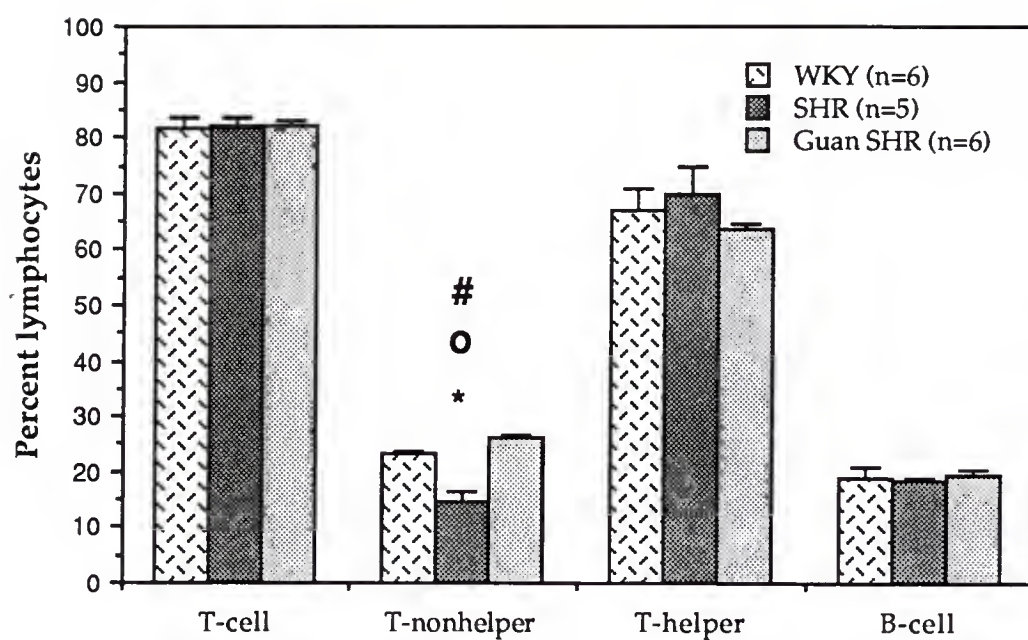 Percent lymphocytes
100
90
80
70
60
50
40
30
20
10
0
WKY (n=6)
SHR (n=5)
Guan SHR (n=6)
#
O
*
T-cell
T-nonhelper
T-helper
B-cell